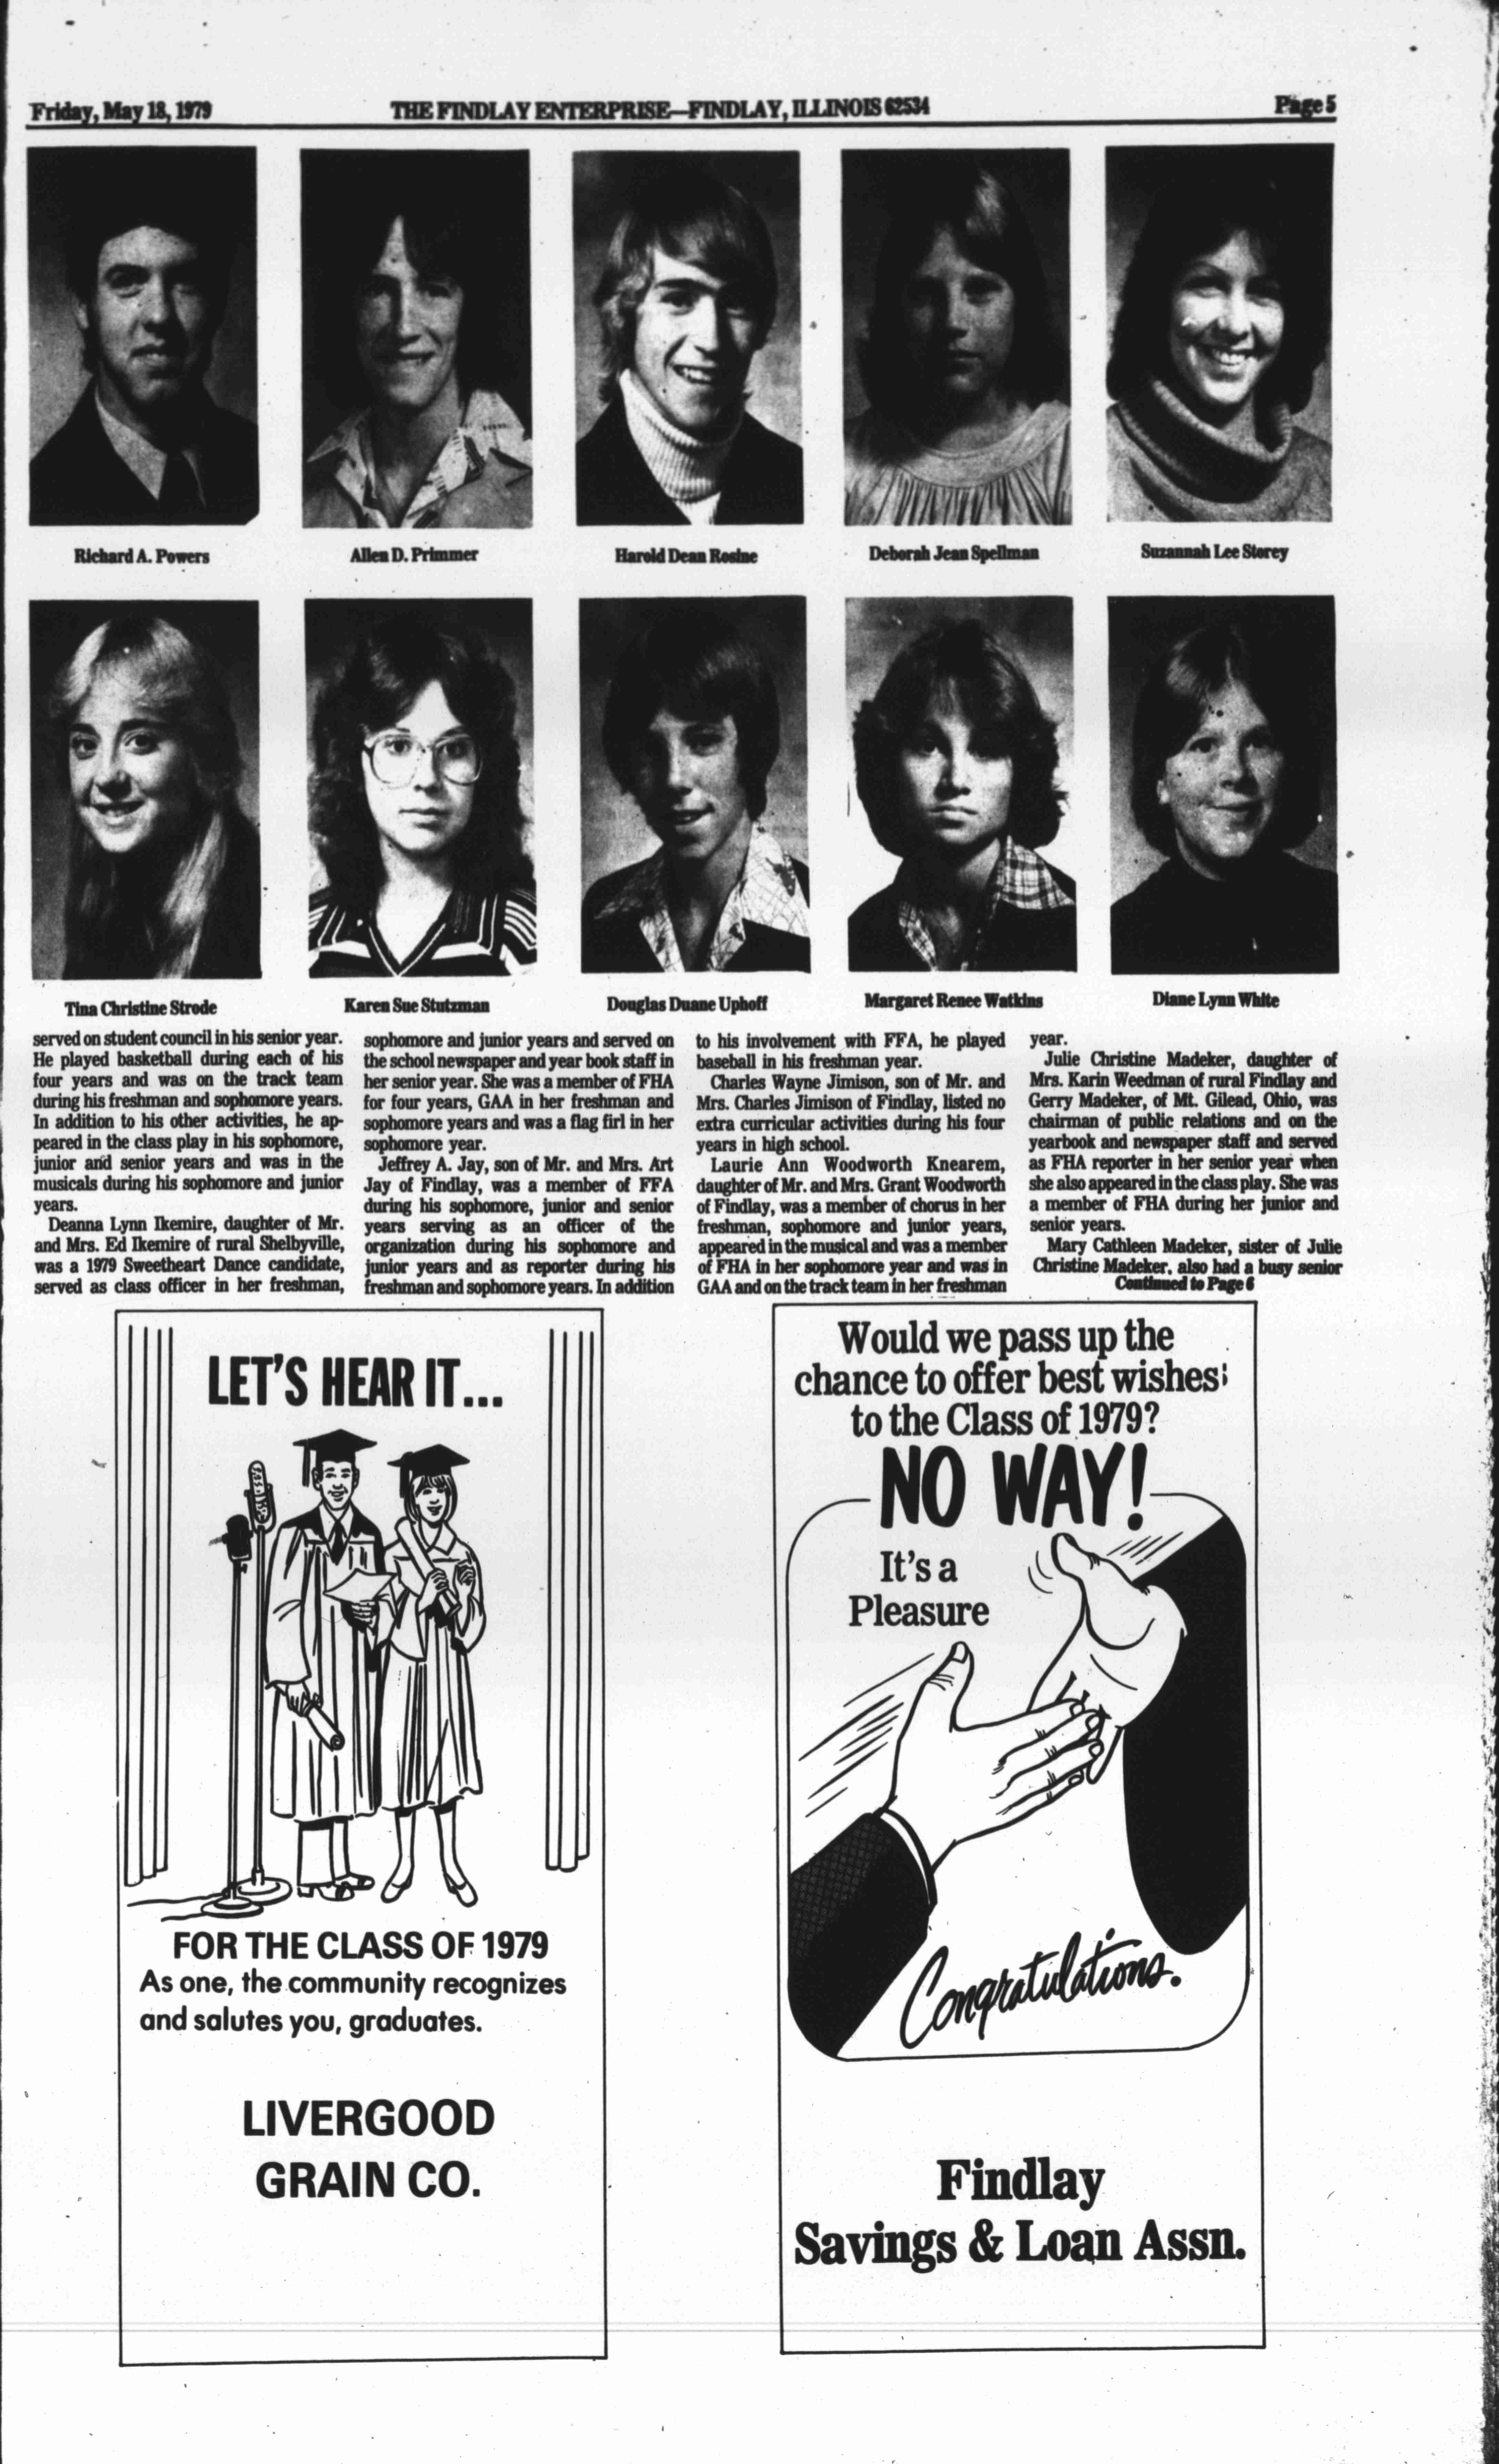 Friday, May 18, 1979
THE FINDLAY ENTERPRISE—FINDLAY, ILLINOIS 62534
Page 5
Richard A. Powers
Allen D. Primmer
Harold Dean Rosine
Deborah Jean Spellman
Suzannah Lee Storey
Tina Christine Strode
Karen Sue Stutzman
Douglas Duane Uphoff
Margaret Renee Watkins
Diane Lynn White
served on student council in his senior year.
He played basketball during each of his
four years and was on the track team
during his freshman and sophomore years.
In addition to his other activities, he ap-
peared in the class play in his sophomore,
junior and senior years and was in the
musicals during his sophomore and junior
years.
Deanna Lynn Ikemire, daughter of Mr.
and Mrs. Ed Ikemire of rural Shelbyville,
was a 1979 Sweetheart Dance candidate,
served as class officer in her freshman,
sophomore and junior years and served on
the school newspaper and year book staff in
her senior year. She was a member of FHA
for four years, GAA in her freshman and
sophomore years and was a flag firl in her
sophomore year.
Jeffrey A. Jay, son of Mr. and Mrs. Art
Jay of Findlay, was a member of FFA
during his sophomore, junior and senior
years serving as an officer of the
organization during his sophomore and
junior years and as reporter during his
freshman and sophomore years. In addition
to his involvement with FFA, he played
baseball in his freshman year.
Charles Wayne Jimison, son of Mr. and
Mrs. Charles Jimison of Findlay, listed no
extra curricular activities during his four
years in high school.
Laurie Ann Woodworth Knearem,
daughter of Mr. and Mrs. Grant Woodworth
of Findlay, was a member of chorus in her
freshman, sophomore and junior years,
appeared in the musical and was a member
of FHA in her sophomore year and was in
GAA and on the track team in her freshman
year.
Julie Christine Madeker, daughter of
Mrs. Karin Weedman of rural Findlay and
Gerry Madeker, of Mt. Gilead, Ohio, was
chairman of public relations and on the
yearbook and newspaper staff and served
as FHA reporter in her senior year when
she also appeared in the class play. She was
a member of FHA during her junior and
senior years.
Mary Cathleen Madeker, sister of Julie
Christine Madeker, also had a busy senior
Continued to Page 6
LET'S HEAR IT...
FOR THE CLASS OF 1979
As one, the community recognizes
and salutes you, graduates.
LIVERGOOD
GRAIN CO.
Would we pass up the
chance to offer best wishes
to the Class of 1979?
NO WAY!
It's a
Pleasure
Congratulations.
Findlay
Savings & Loan Assn.